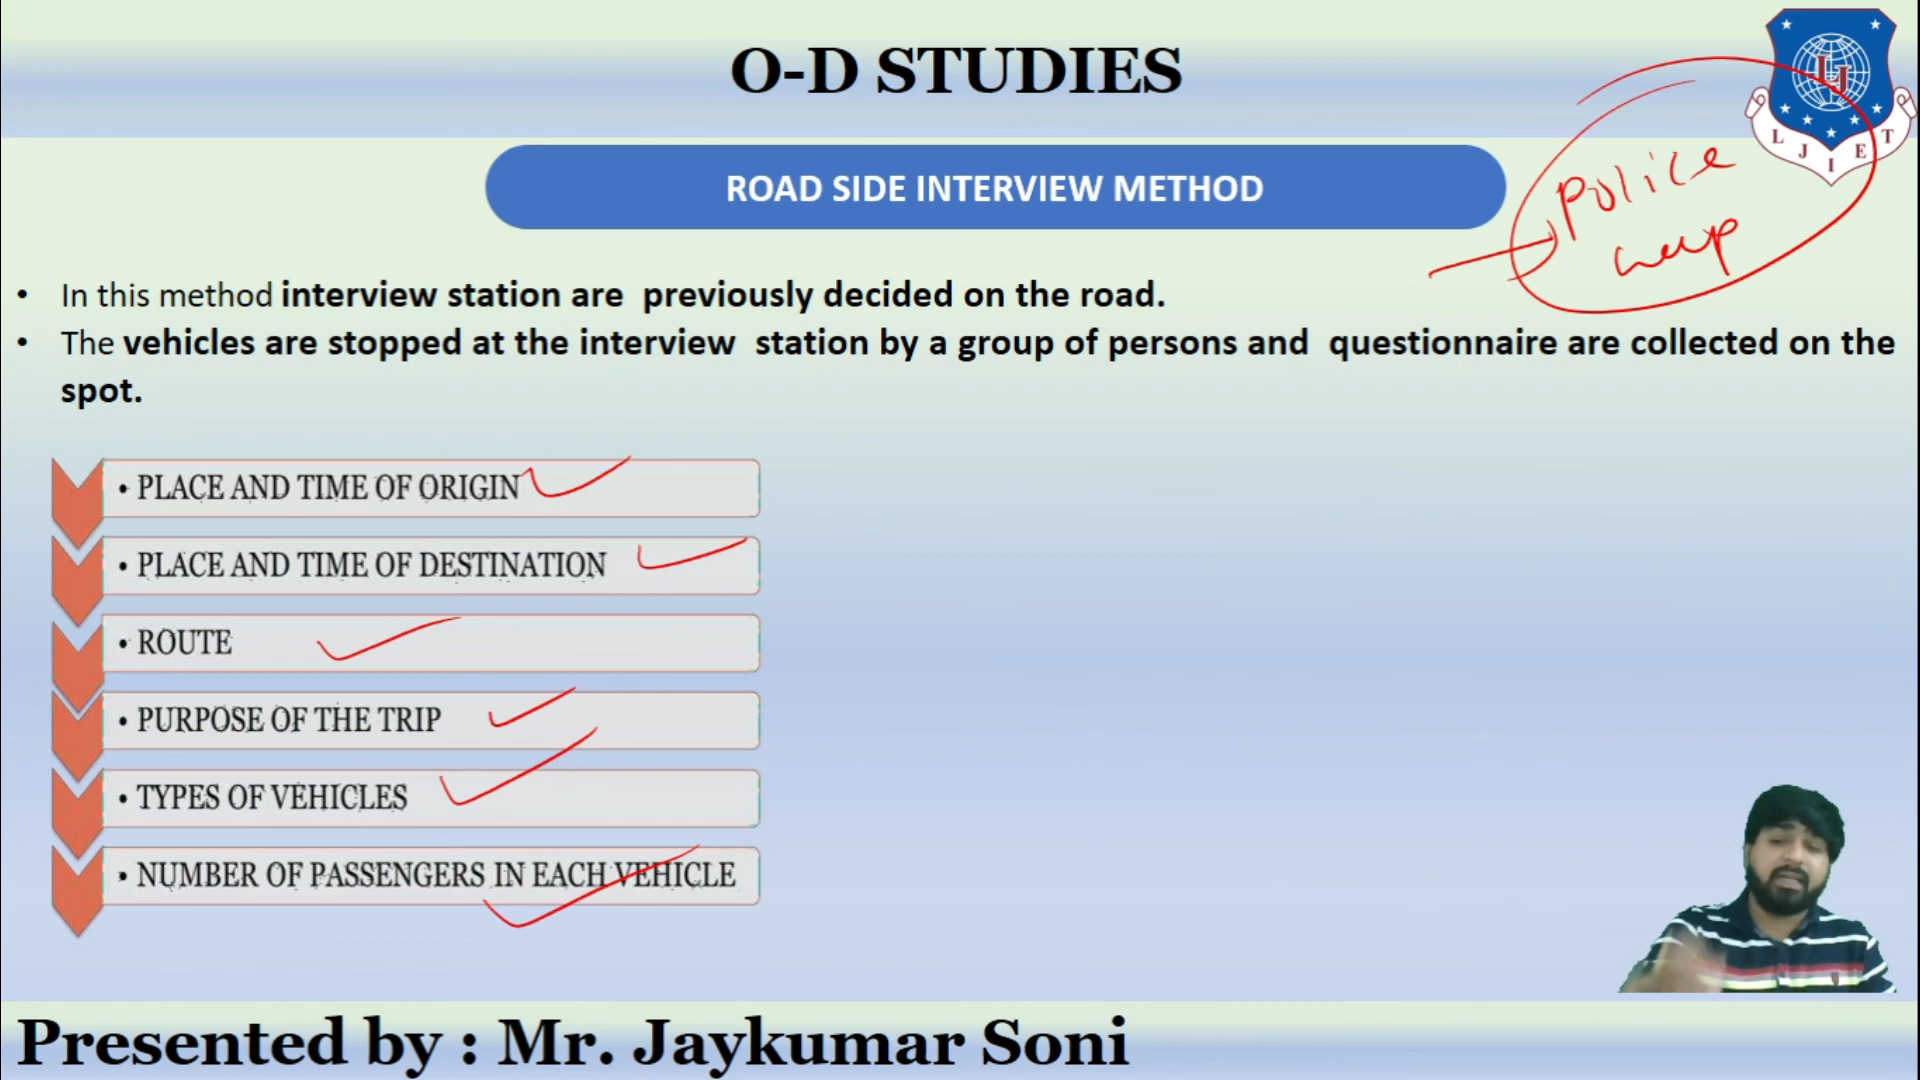 O-D STUDIES
L J I E T
LJ
ROAD SIDE INTERVIEW METHOD
Police
help
• In this method interview station are previously decided on the road.
• The vehicles are stopped at the interview station by a group of persons and questionnaire are collected on the
spot.
• PLACE AND TIME OF ORIGIN
• PLACE AND TIME OF DESTINATION
• ROUTE
• PURPOSE OF THE TRIP
• TYPES OF VEHICLES
• NUMBER OF PASSENGERS IN EACH VEHICLE
Presented by : Mr. Jaykumar Soni